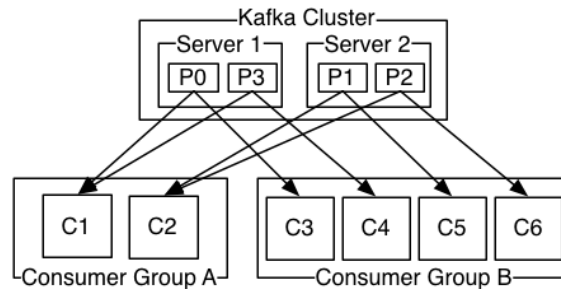 Kafka Cluster
Server 1
Server 2
P0
P3
P1
P2
C1
C2
C3
C4
C5
C6
Consumer Group A
Consumer Group B